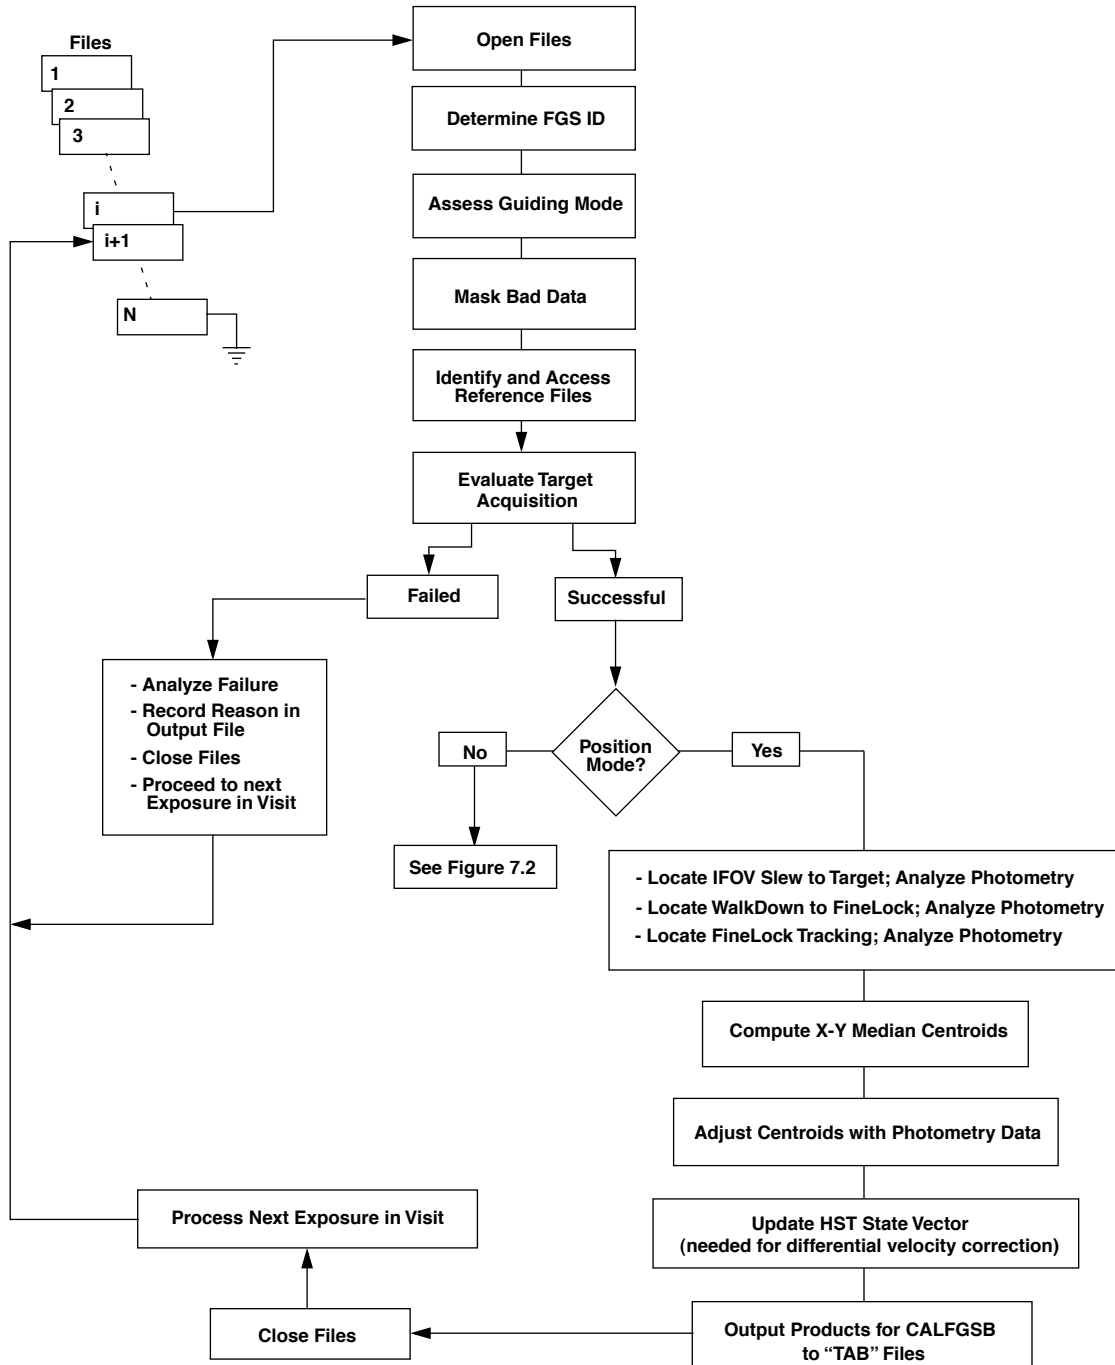 Files
1
2
3
i
i+1
N
Open Files
Determine FGS ID
Assess Guiding Mode
Mask Bad Data
Identify and Access
Reference Files
Evaluate Target
Acquisition
Failed
Successful
- Analyze Failure
- Record Reason in
Output File
- Close Files
- Proceed to next
Exposure in Visit
No
Position
Mode?
Yes
See Figure 7.2
- Locate IFOV Slew to Target; Analyze Photometry
- Locate WalkDown to FineLock; Analyze Photometry
- Locate FineLock Tracking; Analyze Photometry
Compute X-Y Median Centroids
Adjust Centroids with Photometry Data
Update HST State Vector
(needed for differential velocity correction)
Output Products for CALFGSB
to “TAB” Files
Close Files
Process Next Exposure in Visit